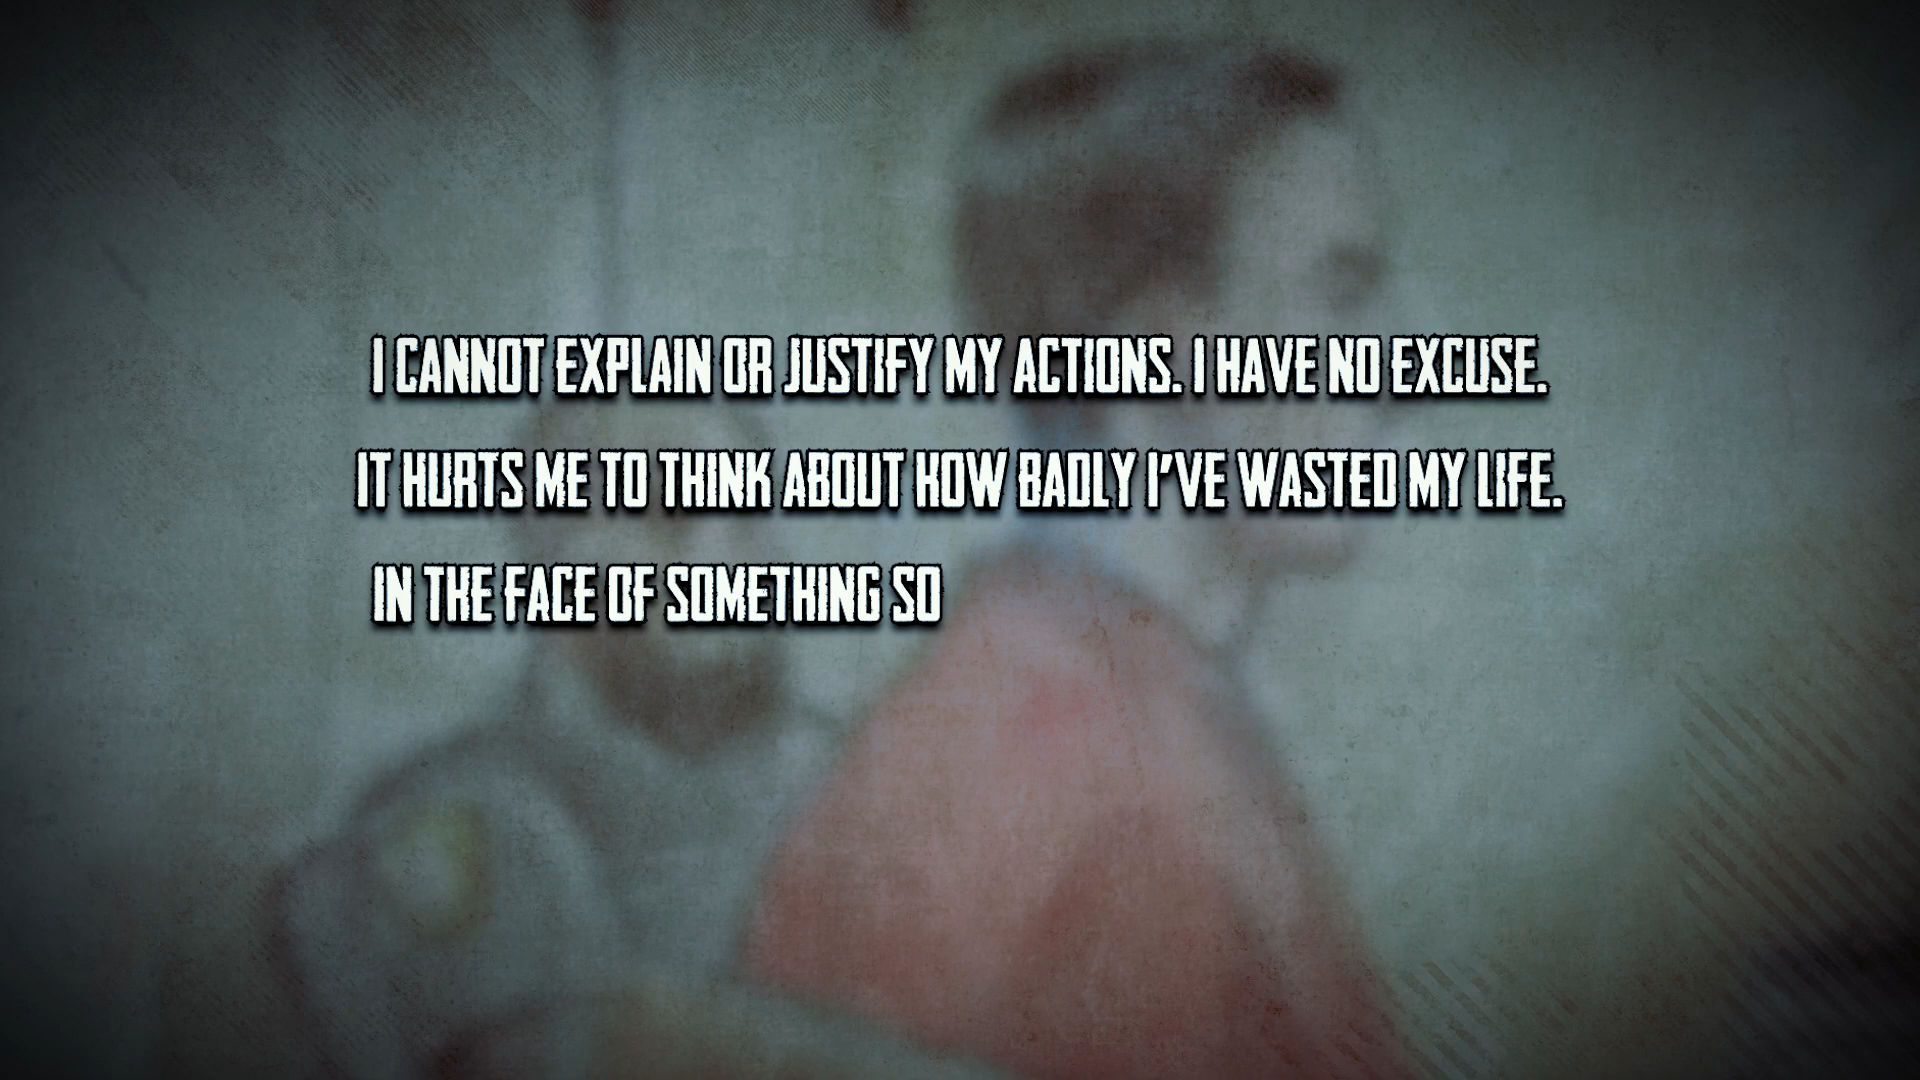 I CANNOT EXPLAIN OR JUSTIFY MY ACTIONS. I HAVE NO EXCUSE.
IT HURTS ME TO THINK ABOUT HOW BADLY I'VE WASTED MY LIFE.
IN THE FACE OF SOMETHING SO